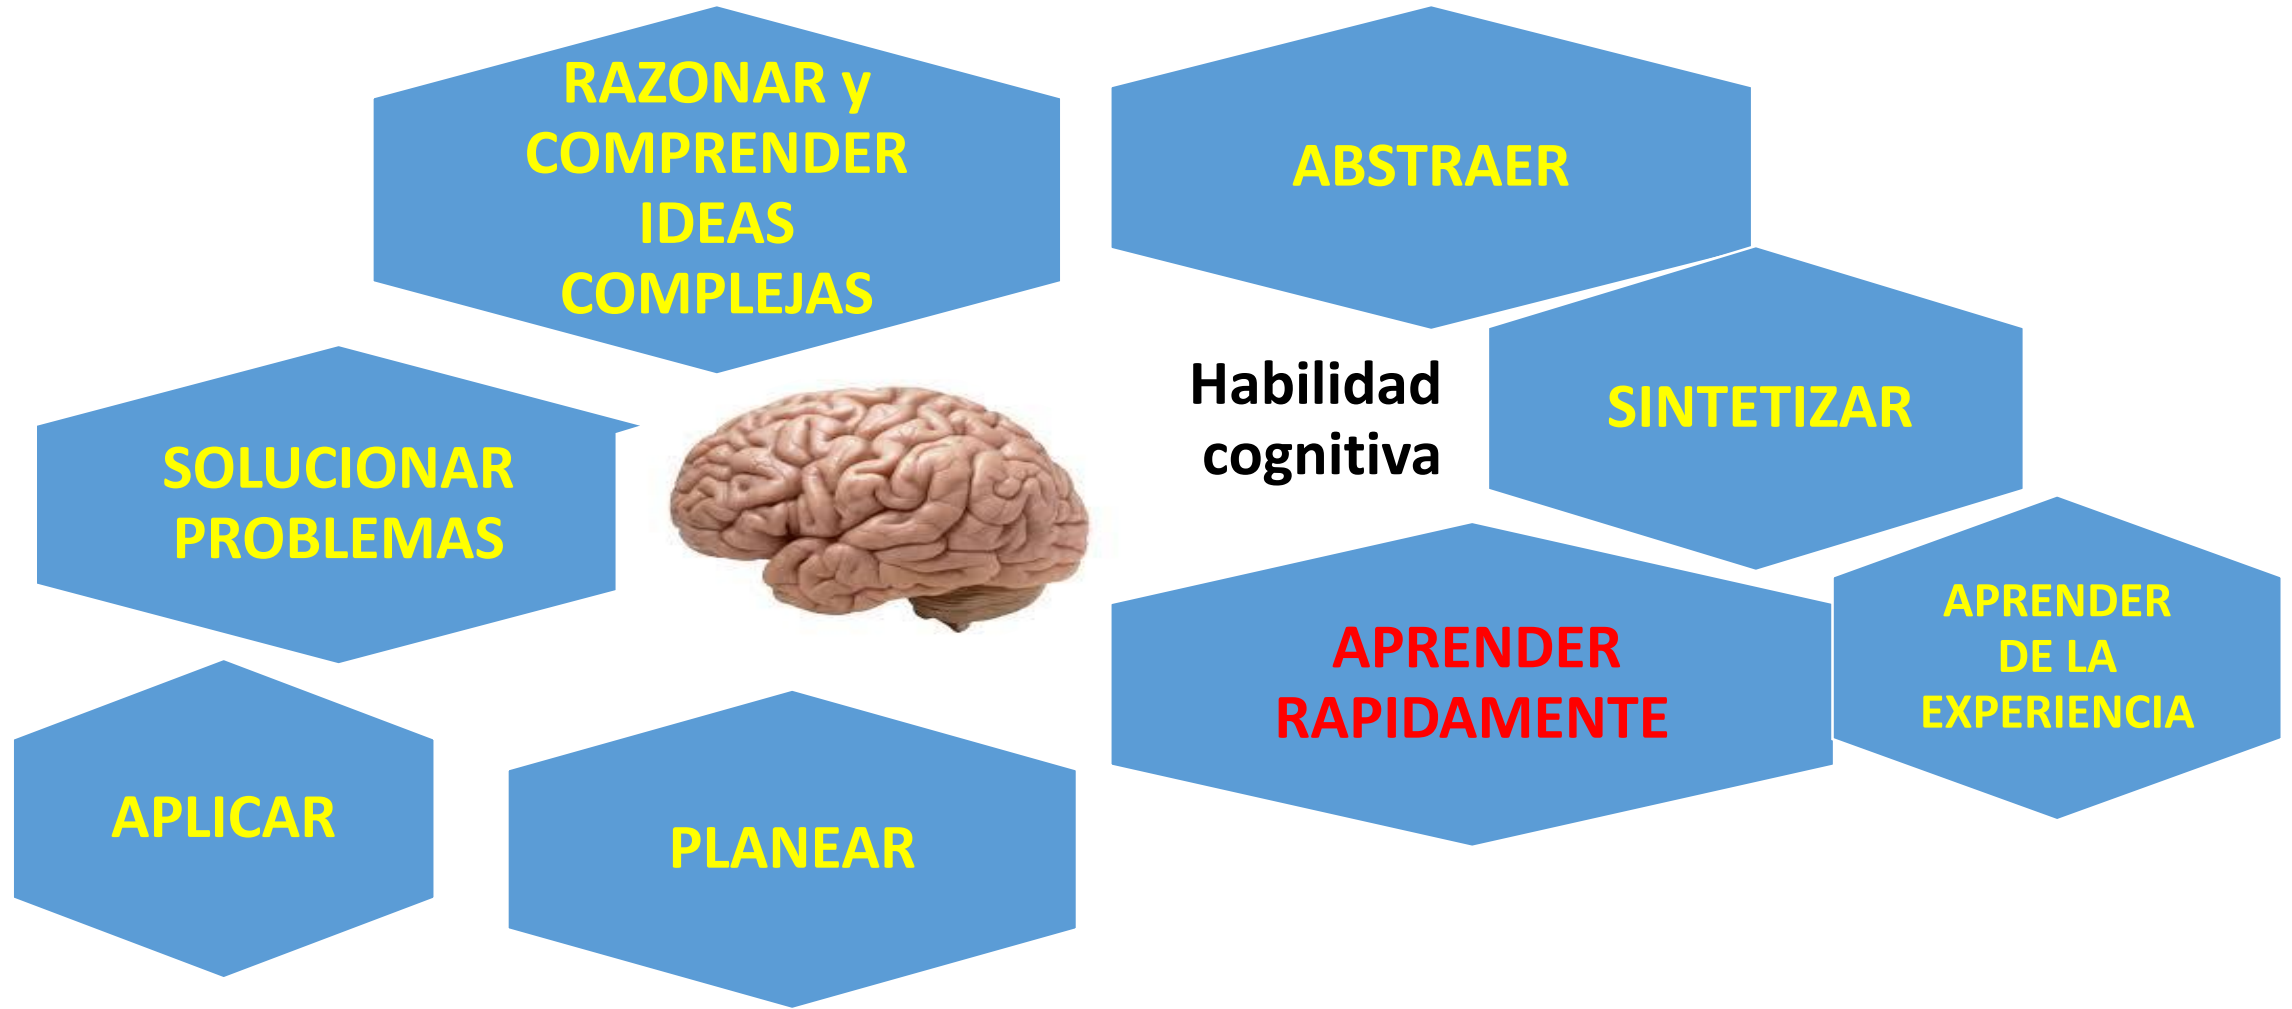 RAZONAR y
COMPRENDER
IDEAS
COMPLEJAS
ABSTRAER
Habilidad
cognitiva
SINTETIZAR
SOLUCIONAR
PROBLEMAS
APRENDER
RAPIDAMENTE
APRENDER
DE LA
EXPERIENCIA
APLICAR
PLANEAR